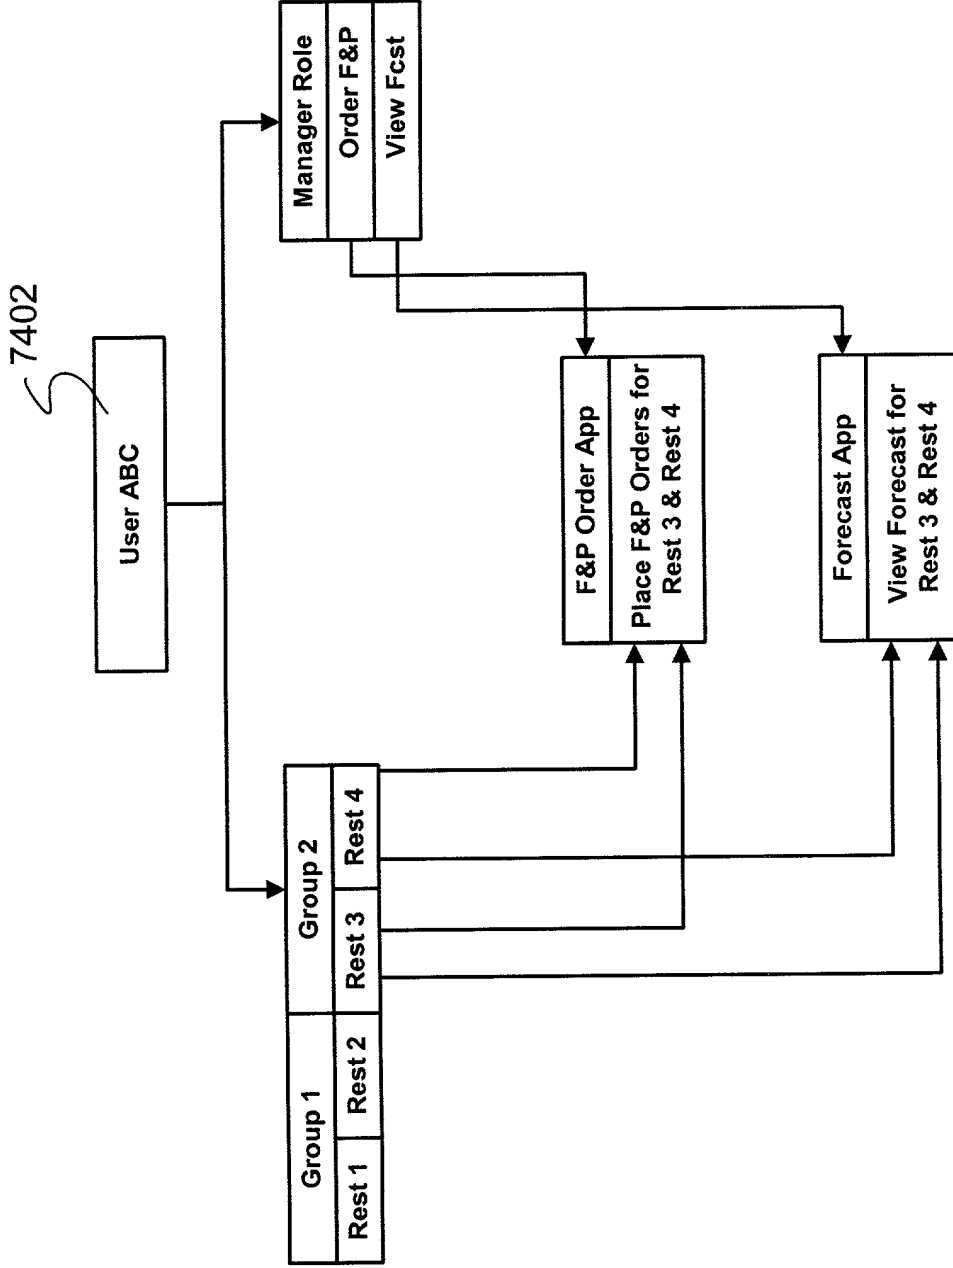 7402
User ABC
Group 1
Group 2
Rest 1
Rest 2
Rest 3
Rest 4
Manager Role
Order F&P
View Fcst
F&P Order App
Place F&P Orders for
Rest 3 & Rest 4
Forecast App
View Forecast for
Rest 3 & Rest 4